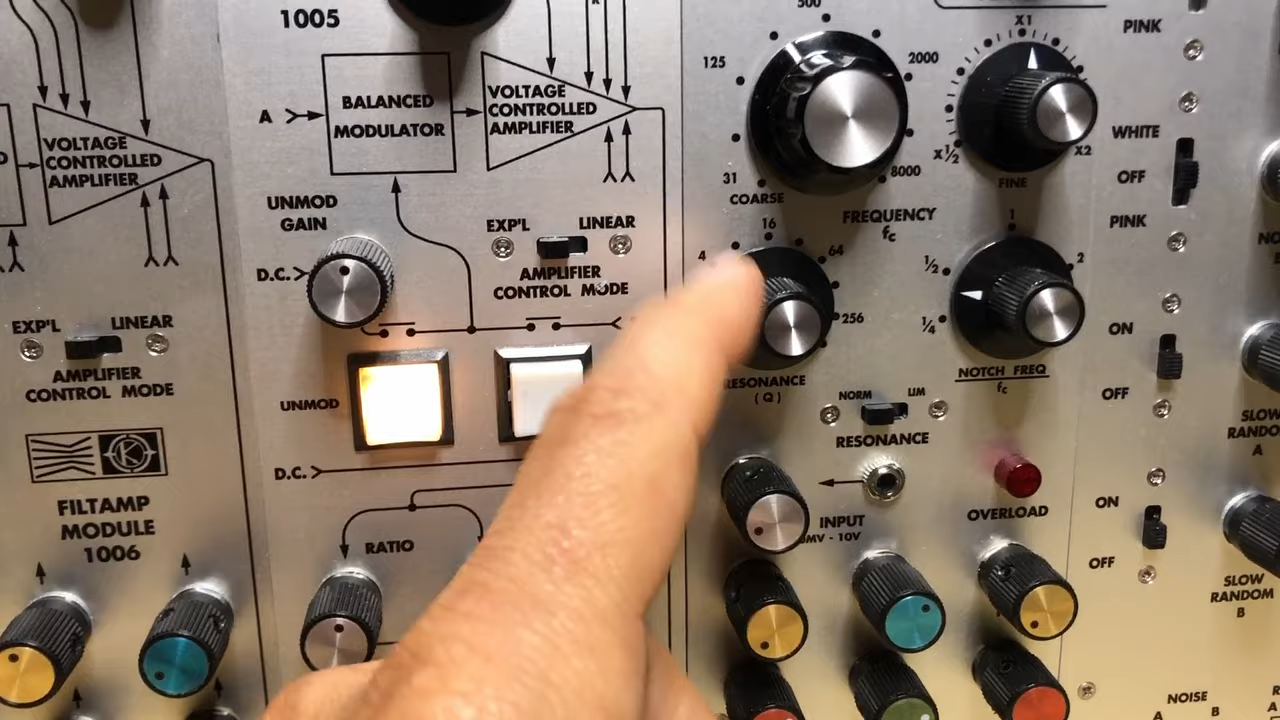 VOLTAGE
CONTROLLED
AMPLIFIER
EXP'L
LINEAR
AMPLIFIER
CONTROL MODE
FILTAMP
MODULE
1006
1005
A
BALANCED
MODULATOR
VOLTAGE
CONTROLLED
AMPLIFIER
UNMOD
GAIN
D.C.
EXP'L
LINEAR
AMPLIFIER
CONTROL MODE
UNMOD
D.C.
RATIO
500
125
2000
31
8000
COARSE
FREQUENCY
fc
X1
X½
X2
FINE
16
4
64
256
RESONANCE
(Q)
1
½
2
¼
NOTCH FREQ
fc
NORM
LIM
RESONANCE
INPUT
MV - 10V
OVERLOAD
PINK
WHITE
OFF
PINK
ON
OFF
ON
OFF
SLOW
RANDOM
A
SLOW
RANDOM
B
NOISE
A
B